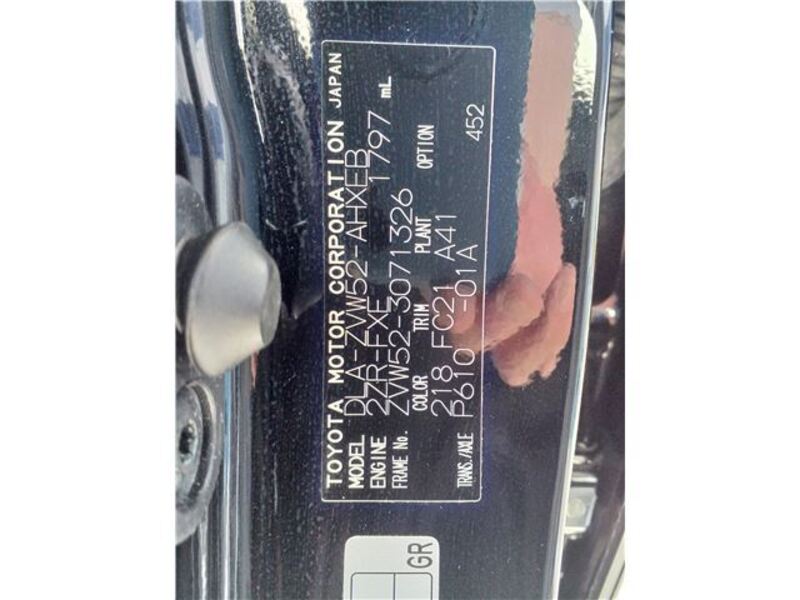 TOYOTA MOTOR CORPORATION JAPAN
MODEL DLA-ZVW52-AHXEB
ENGINE 2ZR-FXE 1797 mL
FRAME No. ZVW52-3071326
COLOR TRIM PLANT OPTION
218 FC21 A41
TRANS./AXLE P610 -01A 452
GR